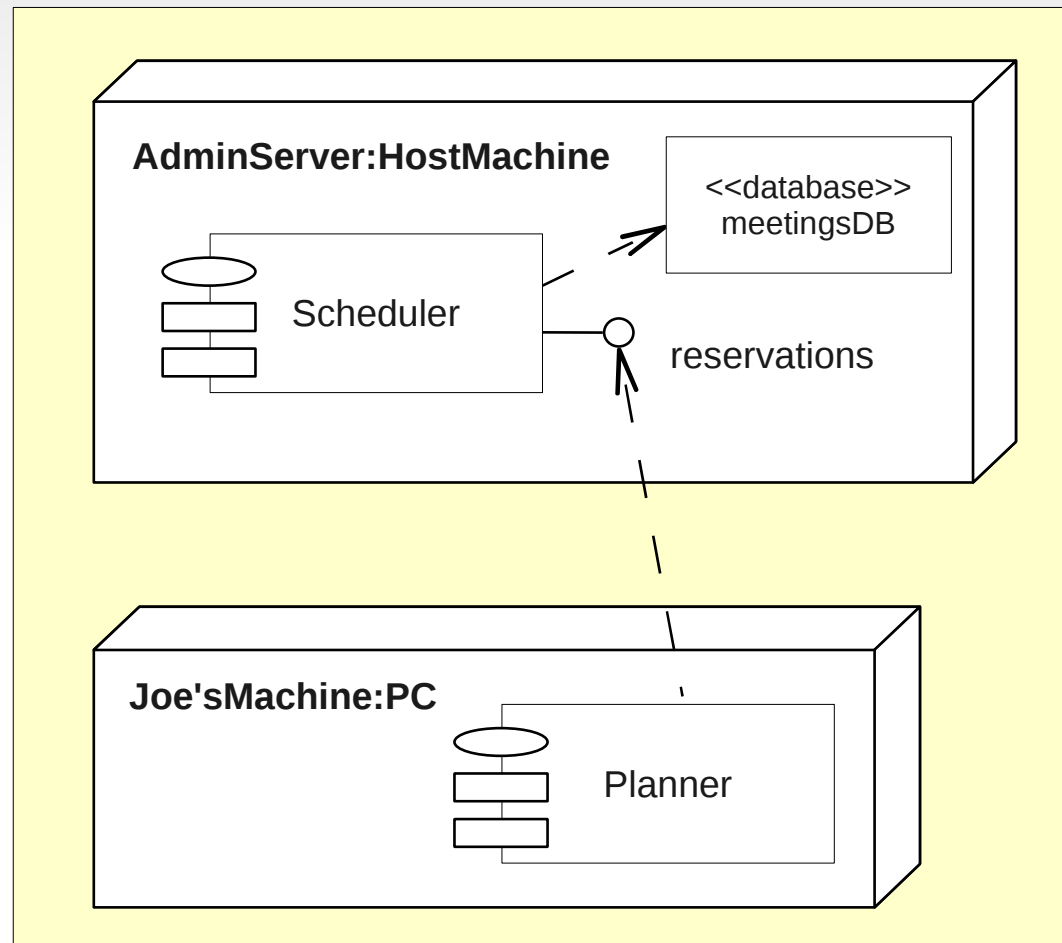 AdminServer:HostMachine
<<database>>
meetingsDB
Scheduler
reservations
Joe'sMachine:PC
Planner